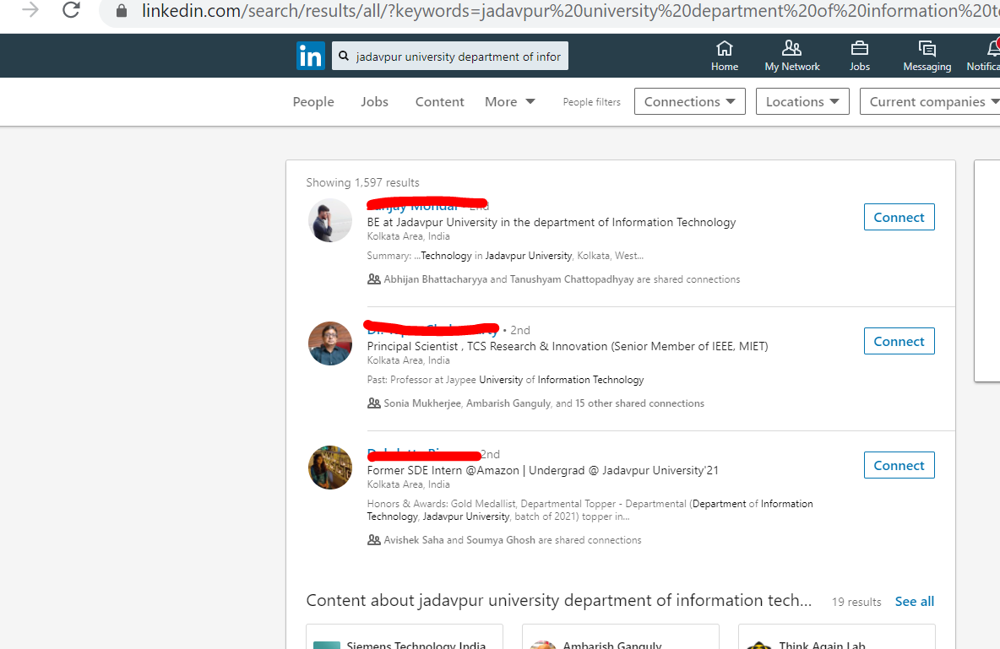 linkedin.com/search/results/all/?keywords=jadavpur%20university%20department%20of%20information%20t
in
jadavpur university department of infor
Home
My Network
Jobs
Messaging
Notifica
People
Jobs
Content
More
People filters
Connections
Locations
Current companies
Showing 1,597 results
2nd
BE at Jadavpur University in the department of Information Technology
Kolkata Area, India
Summary: ...Technology in Jadavpur University, Kolkata, West...
Abhijan Bhattacharyya and Tanushyam Chattopadhyay are shared connections
Connect
• 2nd
Principal Scientist , TCS Research & Innovation (Senior Member of IEEE, MIET)
Kolkata Area, India
Past: Professor at Jaypee University of Information Technology
Sonia Mukherjee, Ambarish Ganguly, and 15 other shared connections
Connect
2nd
Former SDE Intern @Amazon | Undergrad @ Jadavpur University'21
Kolkata Area, India
Honors & Awards: Gold Medallist, Departmental Topper - Departmental (Department of Information
Technology, Jadavpur University, batch of 2021) topper in...
Avishek Saha and Soumya Ghosh are shared connections
Connect
Content about jadavpur university department of information tech...
19 results
See all
Siemens Technology India
Ambarish Ganguly
Think Again Lab